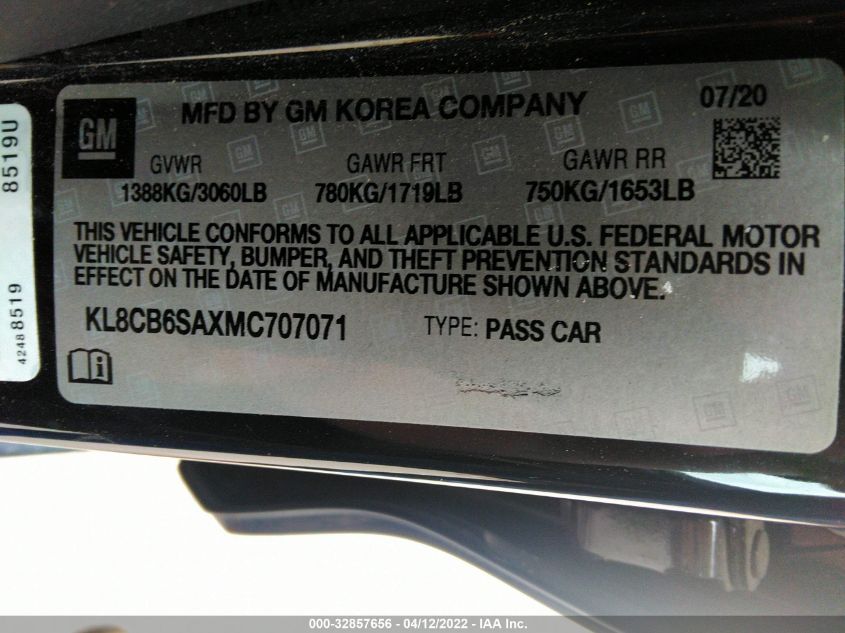 GM
MFD BY GM KOREA COMPANY 07/20
GVWR GAWR FRT GAWR RR
1388KG/3060LB 780KG/1719LB 750KG/1653LB
THIS VEHICLE CONFORMS TO ALL APPLICABLE U.S. FEDERAL MOTOR
VEHICLE SAFETY, BUMPER, AND THEFT PREVENTION STANDARDS IN
EFFECT ON THE DATE OF MANUFACTURE SHOWN ABOVE.
KL8CB6SAXMC707071 TYPE: PASS CAR
8519U
4248 8519
000-32857656 - 04/12/2022 - IAA Inc.